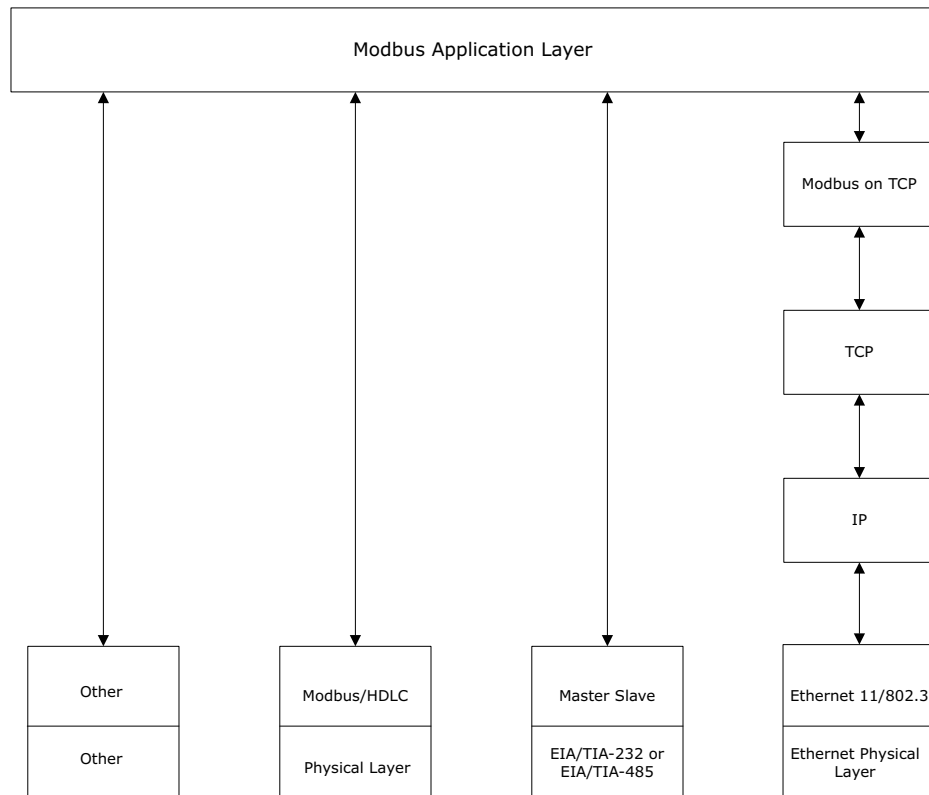 Modbus Application Layer
Modbus on TCP
TCP
IP
Other
Modbus/HDLC
Master Slave
Ethernet 11/802.3
Other
Physical Layer
EIA/TIA-232 or
EIA/TIA-485
Ethernet Physical
Layer